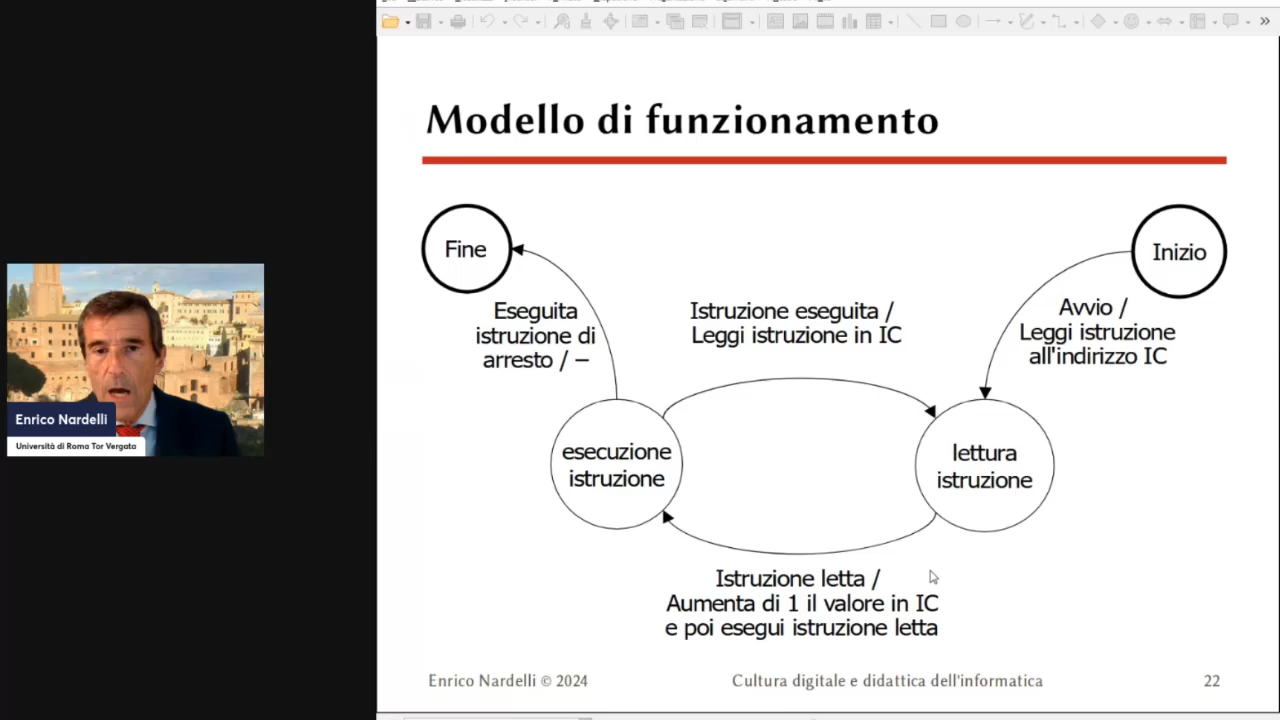 Modello di funzionamento
Fine
Inizio
Eseguita
istruzione di
arresto / –
Istruzione eseguita /
Leggi istruzione in IC
Avvio /
Leggi istruzione
all'indirizzo IC
esecuzione
istruzione
lettura
istruzione
Istruzione letta /
Aumenta di 1 il valore in IC
e poi esegui istruzione letta
Enrico Nardelli
Università di Roma Tor Vergata
Enrico Nardelli © 2024
Cultura digitale e didattica dell'informatica
22